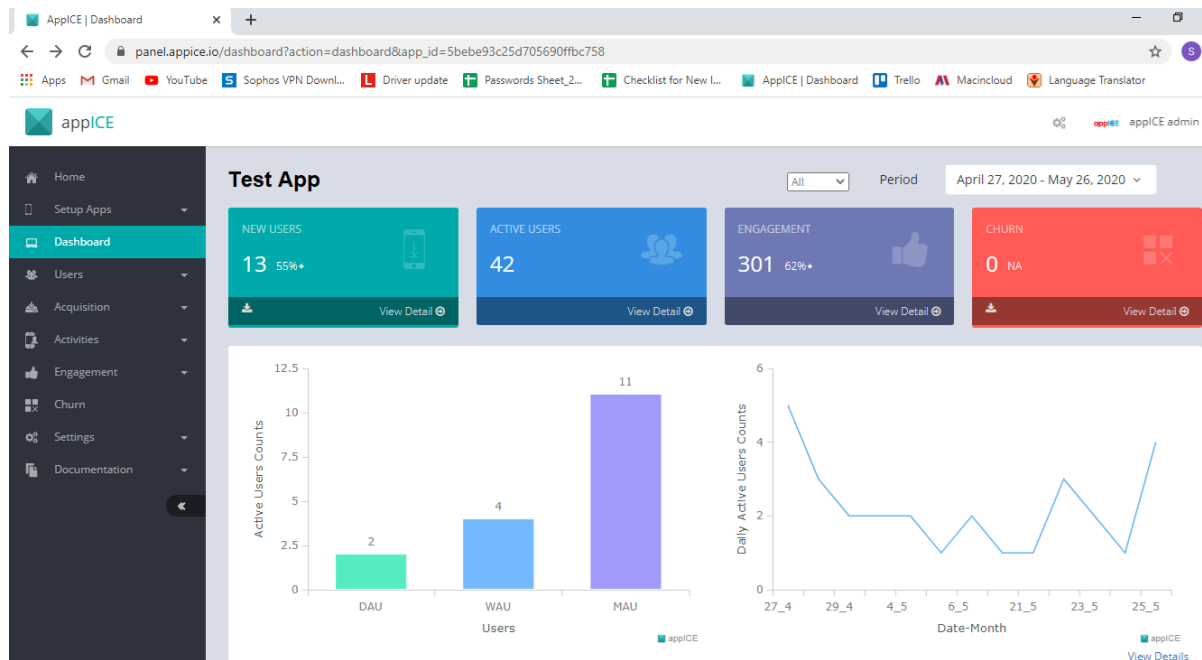 AppICE | Dashboard
panel.appice.io/dashboard?action=dashboard&app_id=5bebe93c25d705690ffbc758
S
Apps Gmail YouTube Sophos VPN Downl... Driver update Passwords Sheet_2... Checklist for New I... AppICE | Dashboard Trello Macincloud Language Translator
appICE
appICE appICE admin
Home
Setup Apps
Dashboard
Users
Acquisition
Activities
Engagement
Churn
Settings
Documentation
Test App
All
Period
April 27, 2020 - May 26, 2020
NEW USERS
13 55%
View Detail
ACTIVE USERS
42
View Detail
ENGAGEMENT
301 62%
View Detail
CHURN
0 NA
View Detail
12.5
10
7.5
5
2.5
0
Active Users Counts
2
4
11
DAU WAU MAU
Users
appICE
6
4
2
0
Daily Active Users Counts
27_4 29_4 4_5 6_5 21_5 23_5 25_5
Date-Month
appICE
View Details